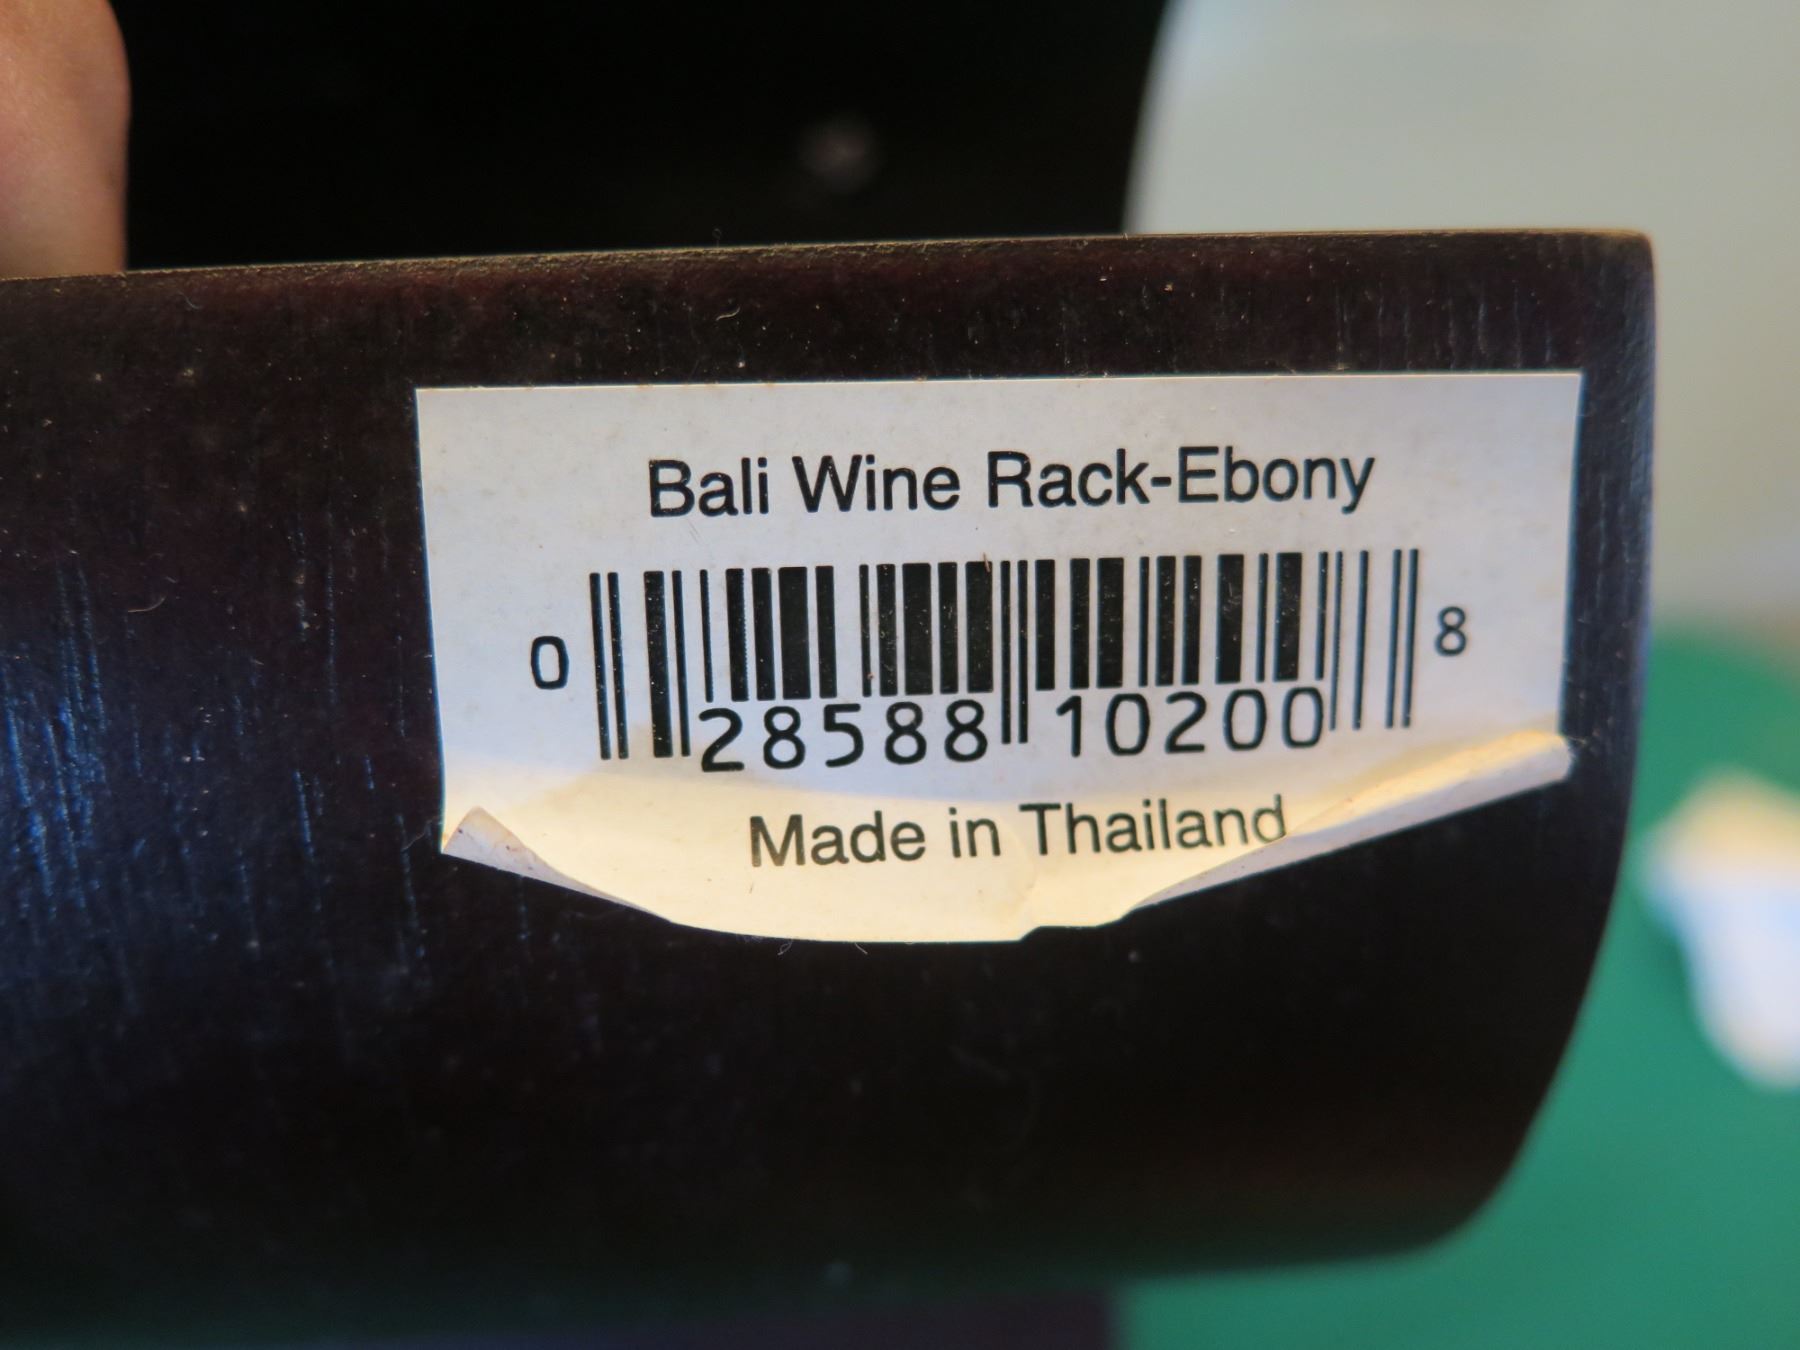 Bali Wine Rack-Ebony
0 28588 10200 8
Made in Thailand